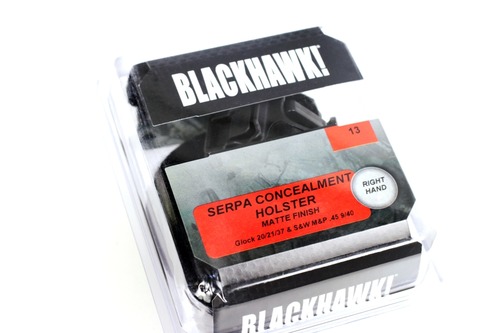 BLACKHAWK!
13
SERPA CONCEALMENT
HOLSTER
MATTE FINISH
Glock 20/21/37 & S&W M&P .45 9/40
RIGHT
HAND
BLACKHAWK!